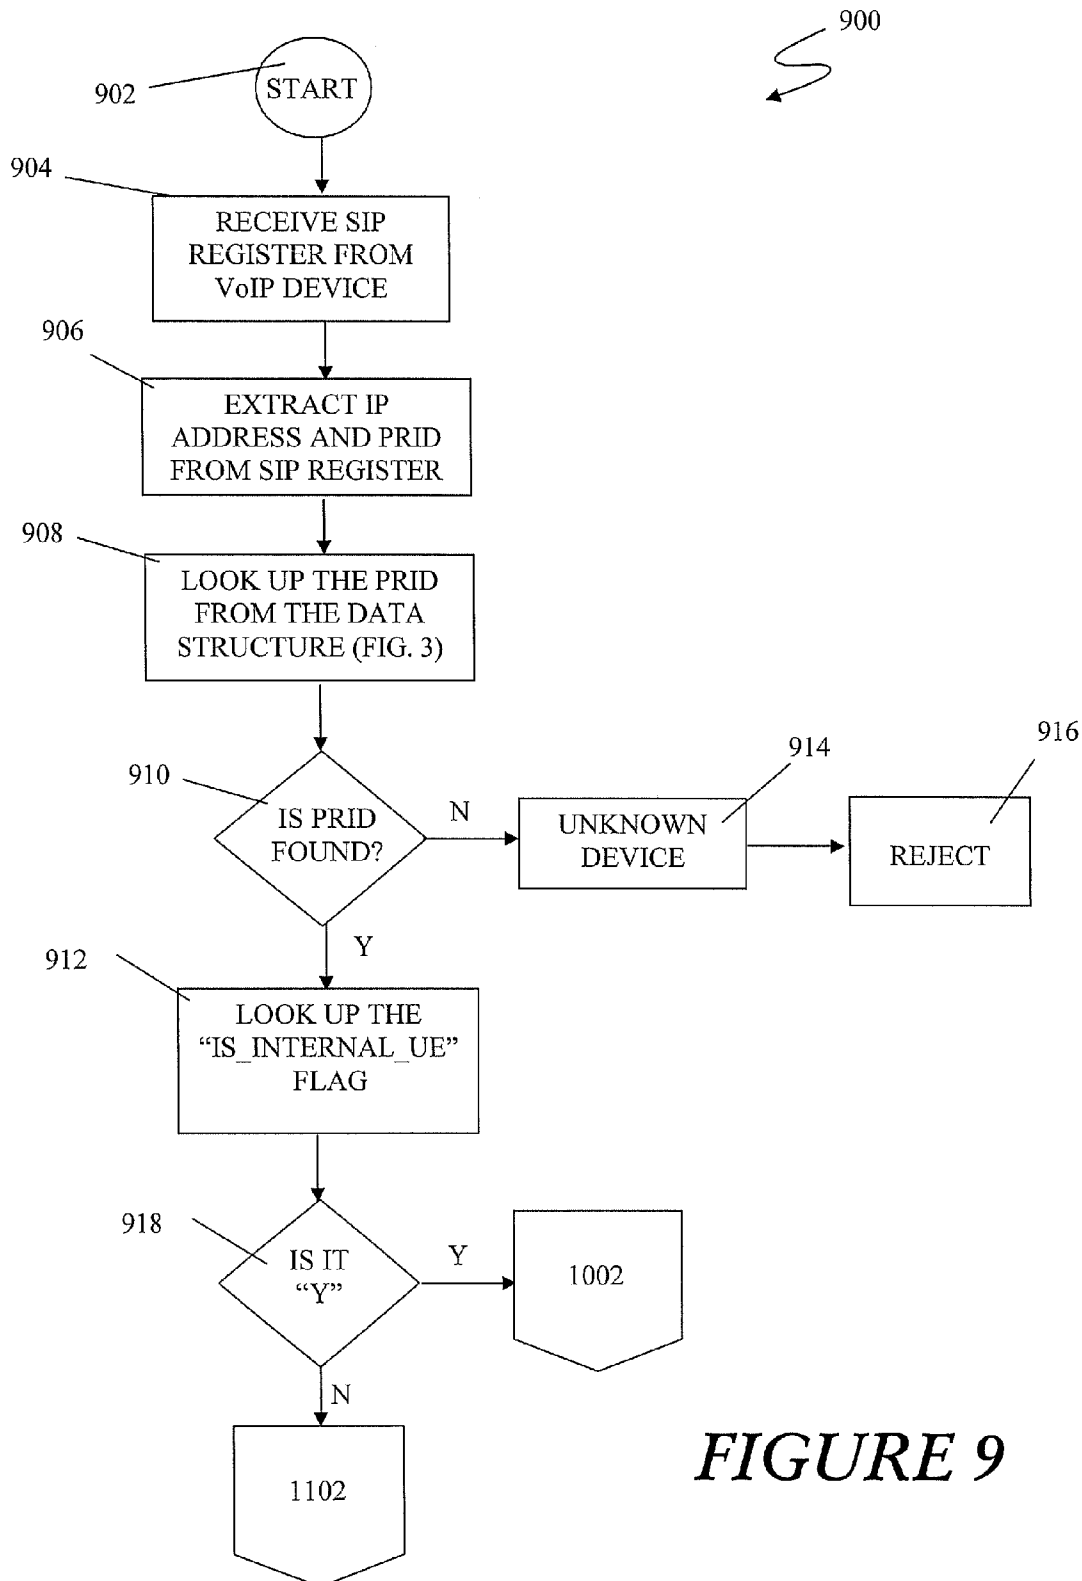 900
902
START
904
RECEIVE SIP
REGISTER FROM
VoIP DEVICE
906
EXTRACT IP
ADDRESS AND PRID
FROM SIP REGISTER
908
LOOK UP THE PRID
FROM THE DATA
STRUCTURE (FIG. 3)
910
IS PRID
FOUND?
N
914
UNKNOWN
DEVICE
916
REJECT
Y
912
LOOK UP THE
“IS_INTERNAL_UE”
FLAG
918
IS IT
“Y”
Y
1002
N
1102
FIGURE 9